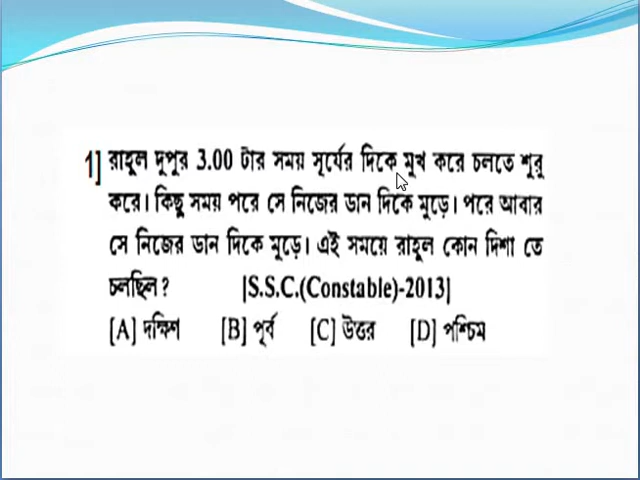 1] রাহুল দুপুর 3.00 টার সময় সূর্যের দিকে মুখ করে চলতে শুরু
করে। কিছু সময় পরে সে নিজের ডান দিকে মুড়ে। পরে আবার
সে নিজের ডান দিকে মুড়ে। এই সময়ে রাহুল কোন দিশা তে
চলছিল ? [S.S.C.(Constable)-2013]
[A] দক্ষিণ [B] পূর্ব [C] উত্তর [D] পশ্চিম